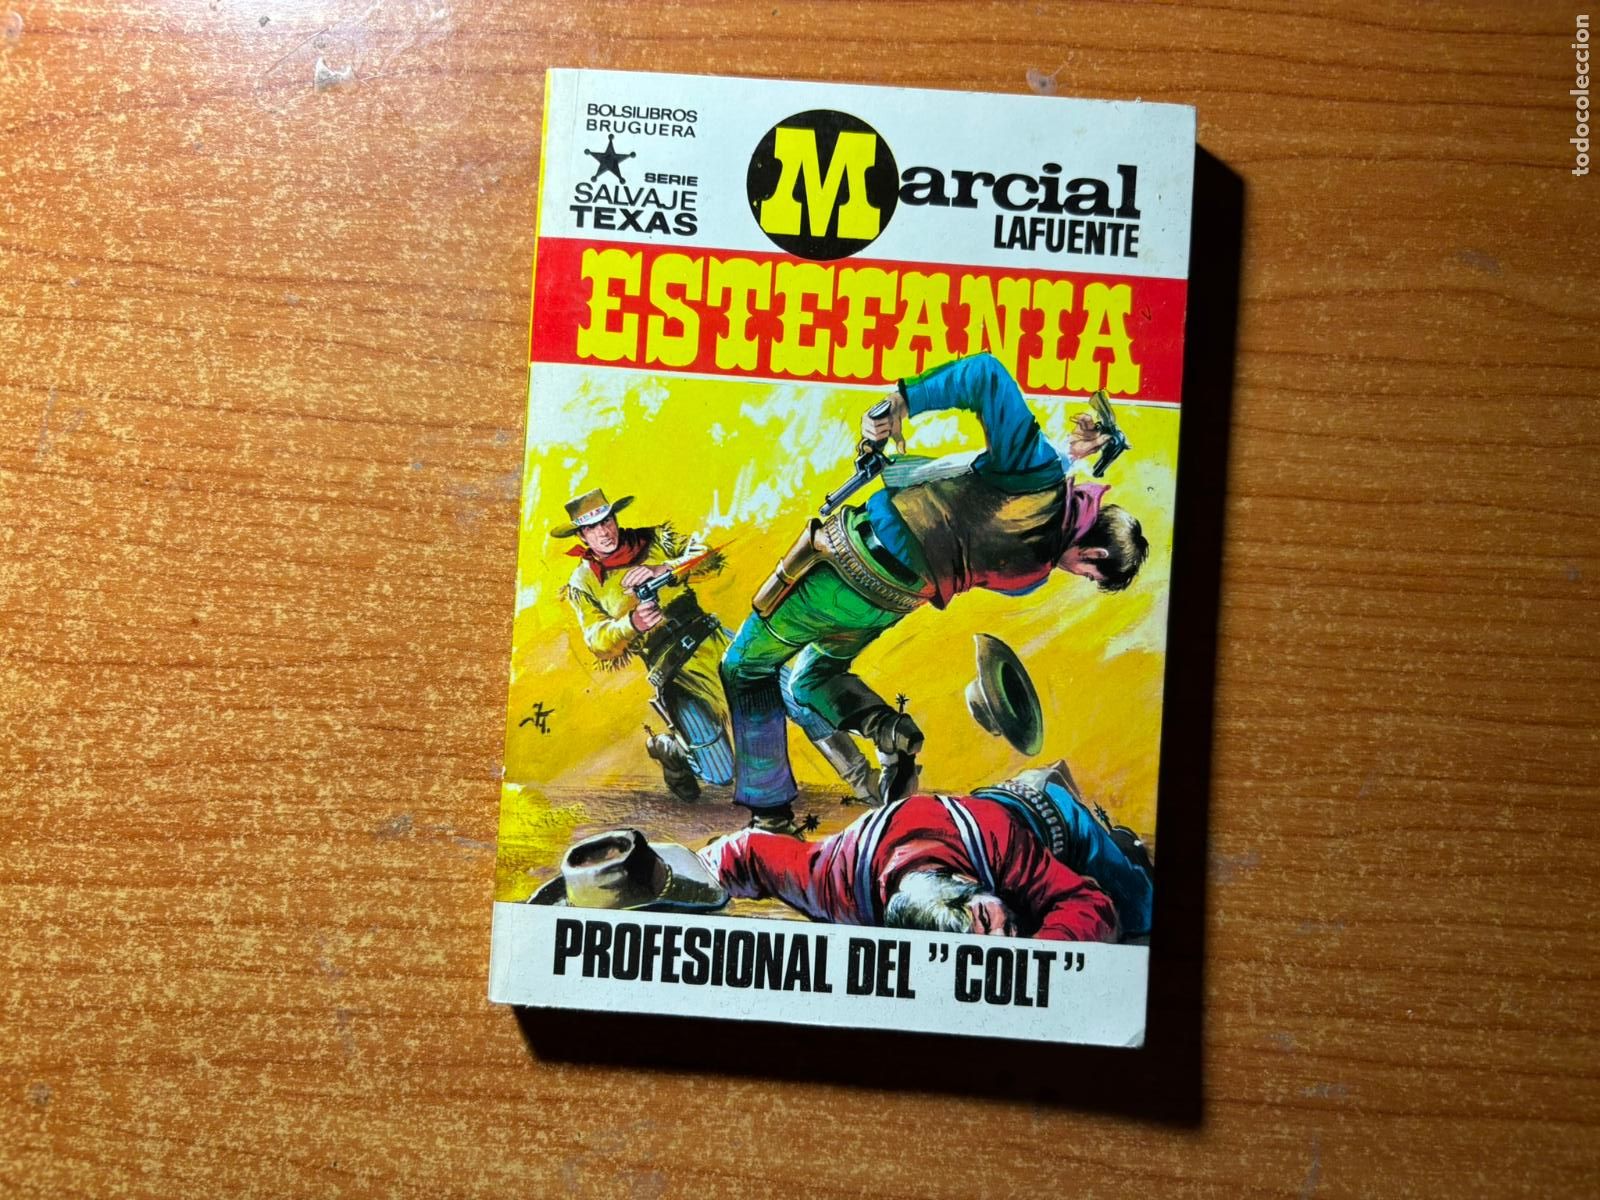 BOLSILIBROS
BRUGUERA
SERIE
SALVAJE
TEXAS
Marcial
LAFUENTE
ESTEFANIA
PROFESIONAL DEL "COLT"
todocoleccion